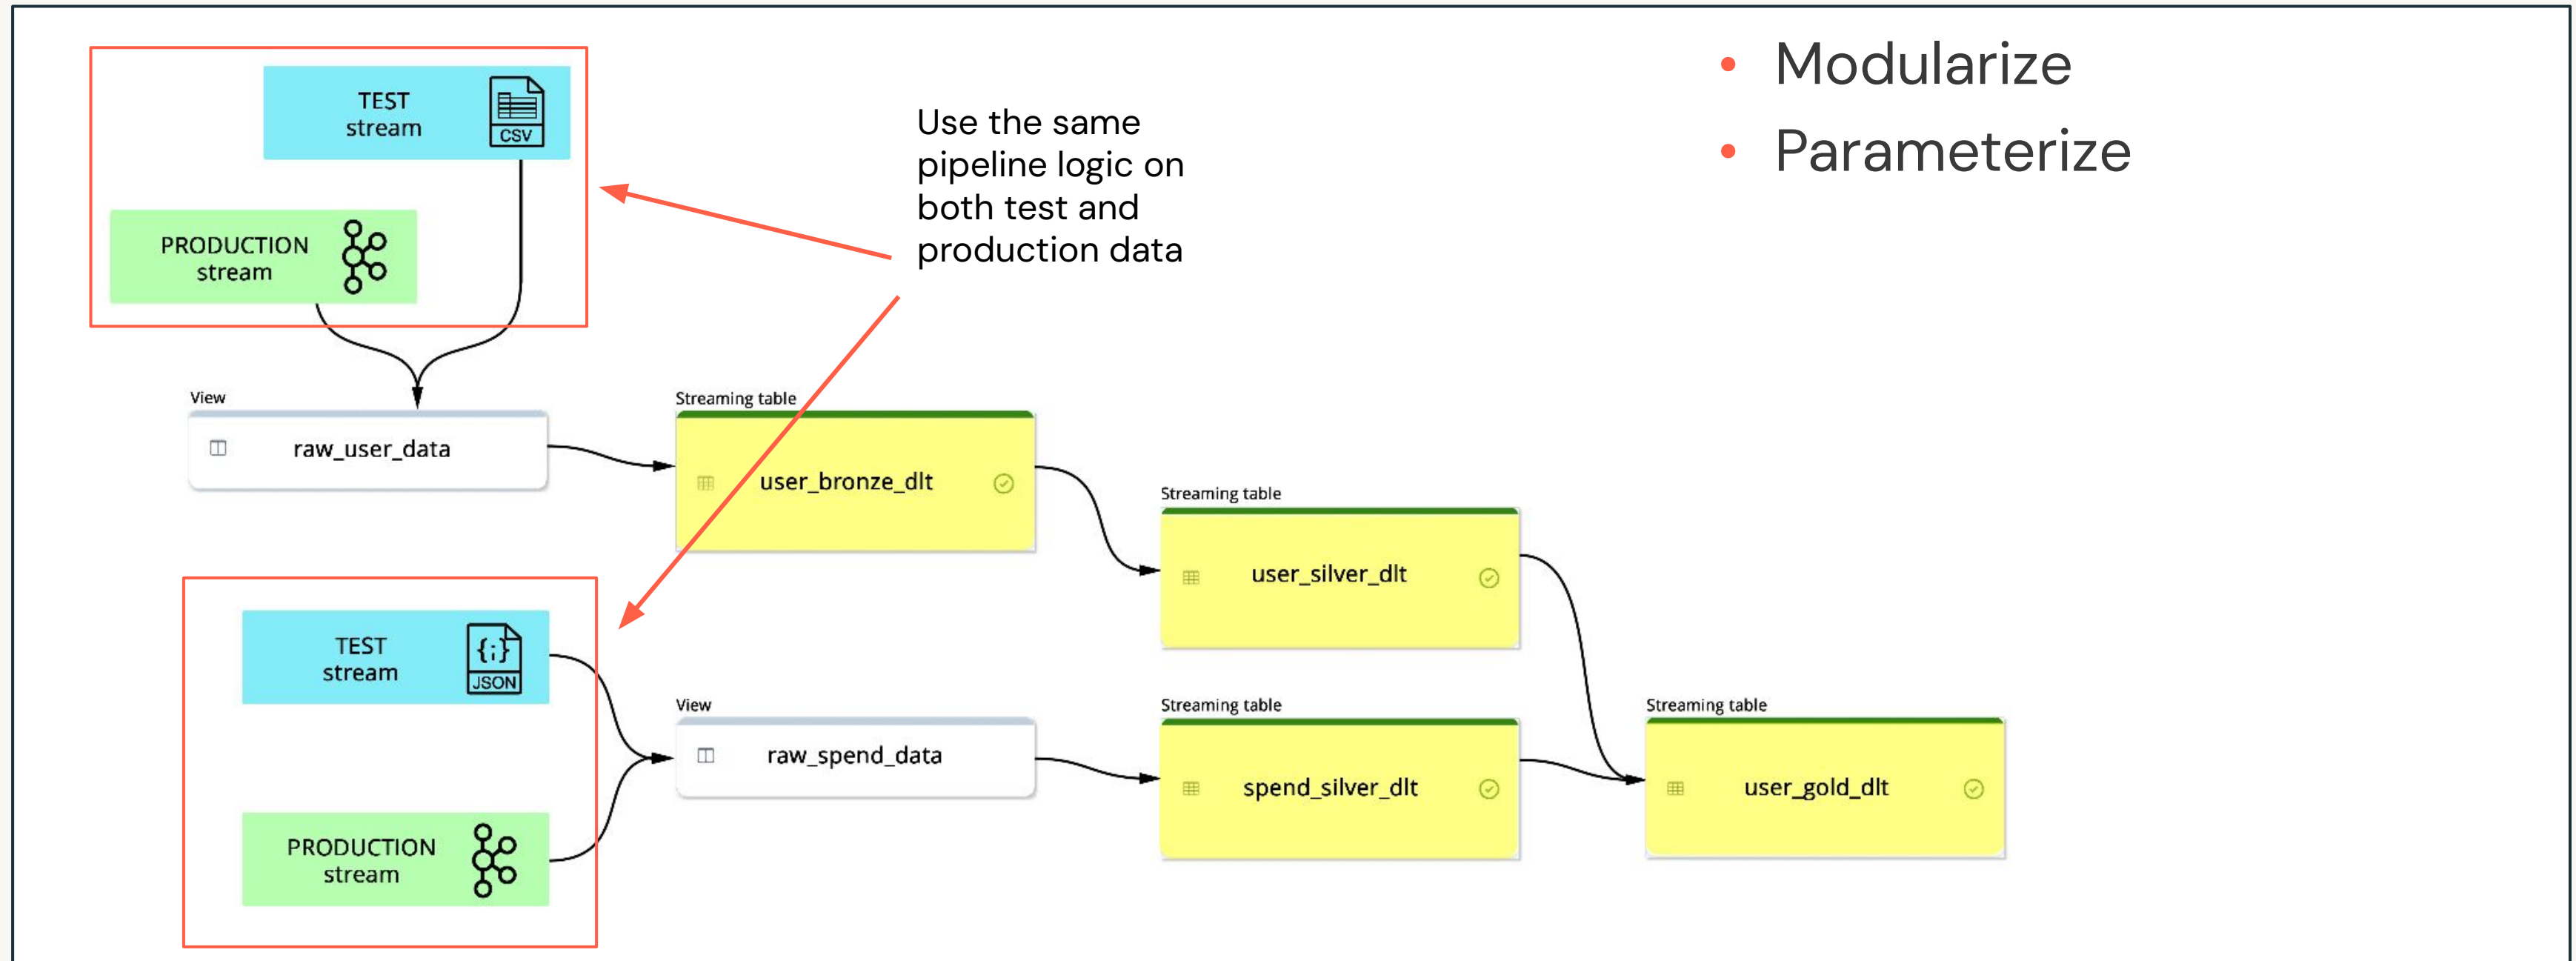 TEST
stream
CSV
PRODUCTION
stream
Use the same
pipeline logic on
both test and
production data
• Modularize
• Parameterize
View
raw_user_data
Streaming table
user_bronze_dlt
Streaming table
user_silver_dlt
TEST
stream
{;}
JSON
PRODUCTION
stream
View
raw_spend_data
Streaming table
spend_silver_dlt
Streaming table
user_gold_dlt